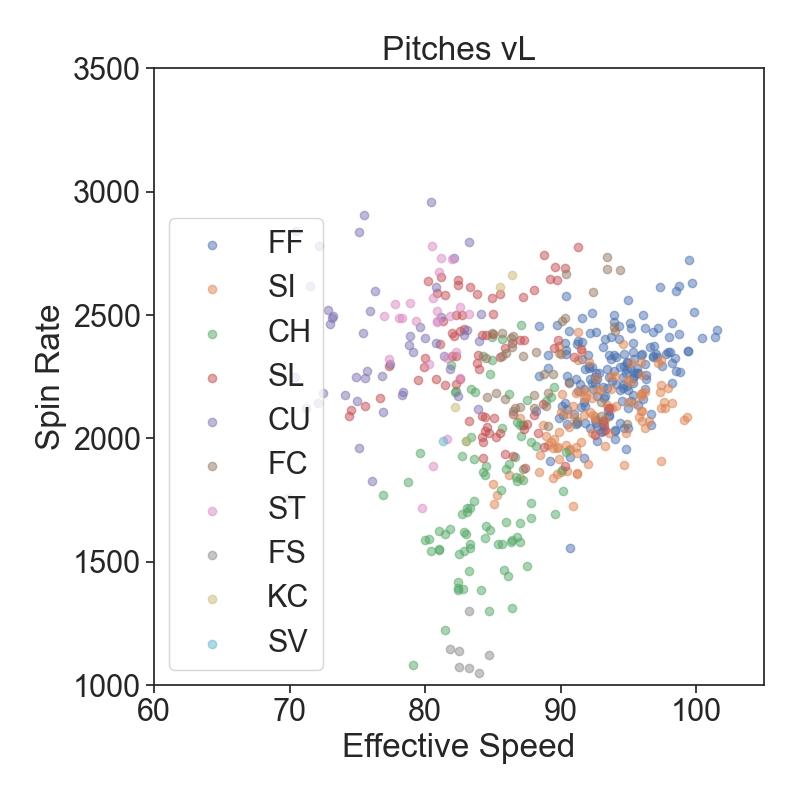 Pitches vL
3500
3000
2500
2000
1500
1000
Spin Rate
FF
SI
CH
SL
CU
FC
ST
FS
KC
SV
60 70 80 90 100
Effective Speed